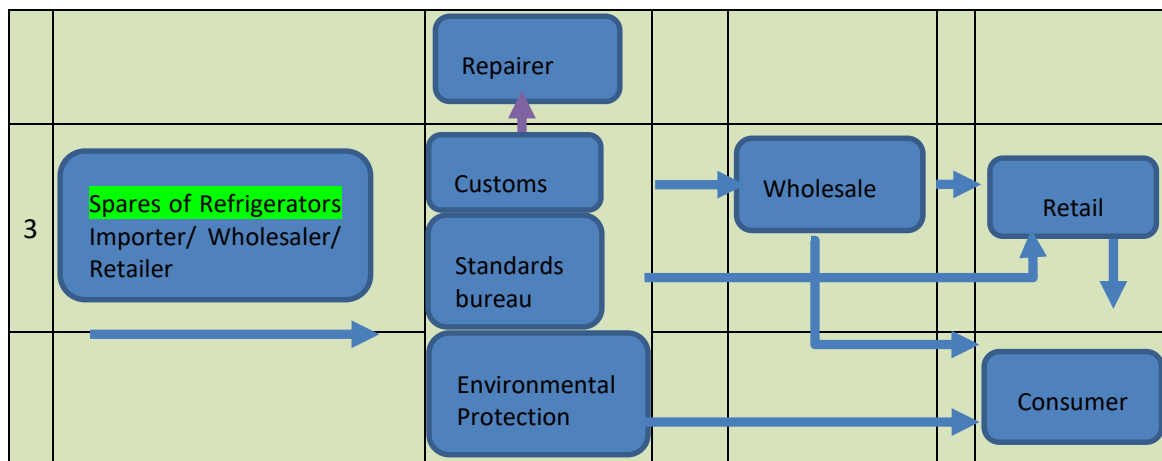 Repairer
3
Spares of Refrigerators
Importer/ Wholesaler/
Retailer
Customs
Standards
bureau
Environmental
Protection
Wholesale
Retail
Consumer